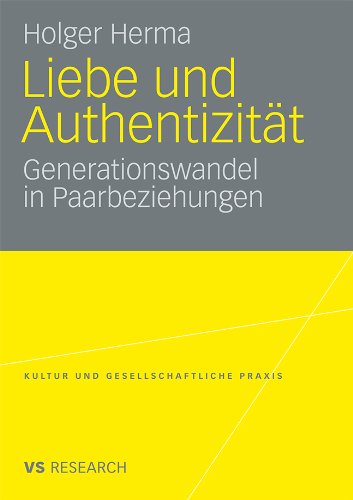 Holger Herma
Liebe und
Authentizität
Generationswandel
in Paarbeziehungen
KULTUR UND GESELLSCHAFTLICHE PRAXIS
VS RESEARCH